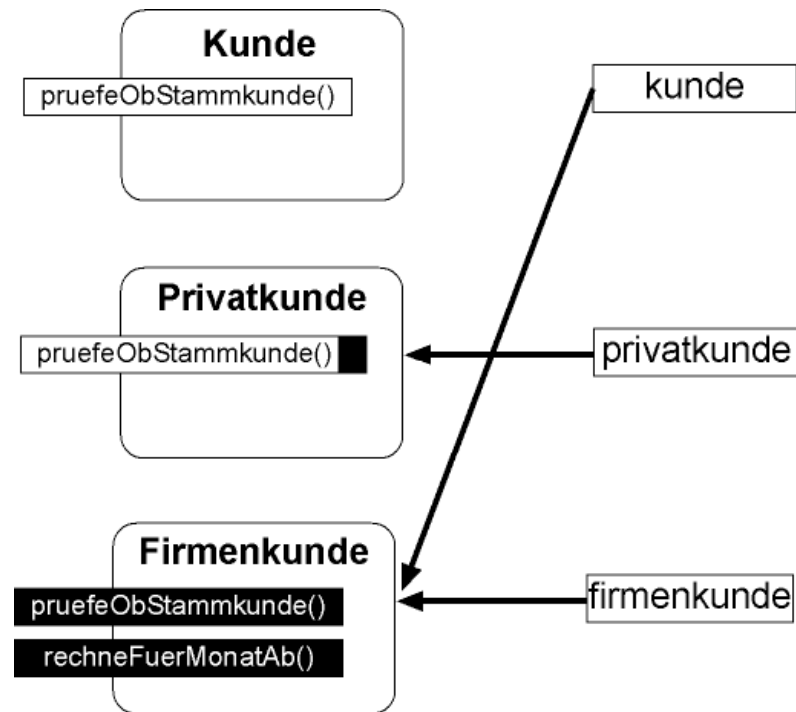 Kunde
pruefeObStammkunde()
kunde
Privatkunde
pruefeObStammkunde()
privatkunde
Firmenkunde
pruefeObStammkunde()
firmenkunde
rechneFuerMonatAb()